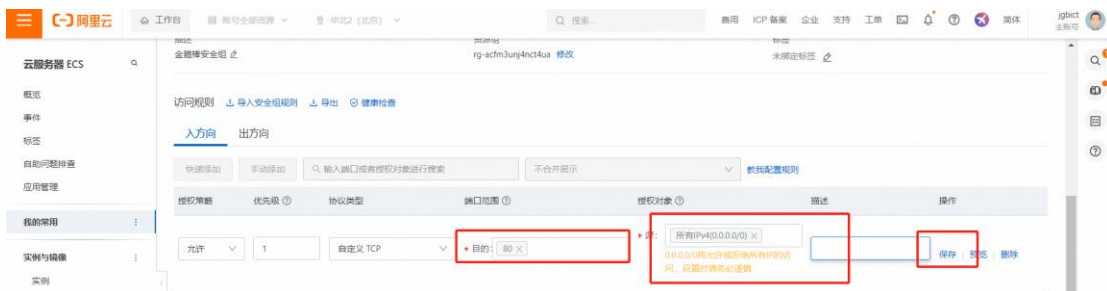 阿里云 工作台 账号全部资源 华北2（北京） 搜索... 费用 ICP 备案 企业 支持 工单 简体 jgbict
主账号
云服务器 ECS
描述 资源组 标签
金箍棒安全组 rg-acfm3unj4nct4ua 修改 未绑定标签
概览
事件
标签
自助问题排查
应用管理
我的常用
实例与镜像
实例
访问规则 导入安全组规则 导出 健康检查
入方向 出方向
快速添加 手动添加 输入端口或者授权对象进行搜索 不合并展示 教我配置规则
授权策略 优先级 协议类型 端口范围 授权对象 描述 操作
允许 1 自定义 TCP * 目的: 80 * 源: 所有IPv4(0.0.0.0/0) 保存 预览 删除
0.0.0.0/0将允许或拒绝所有IP的访
问，设置时请务必谨慎